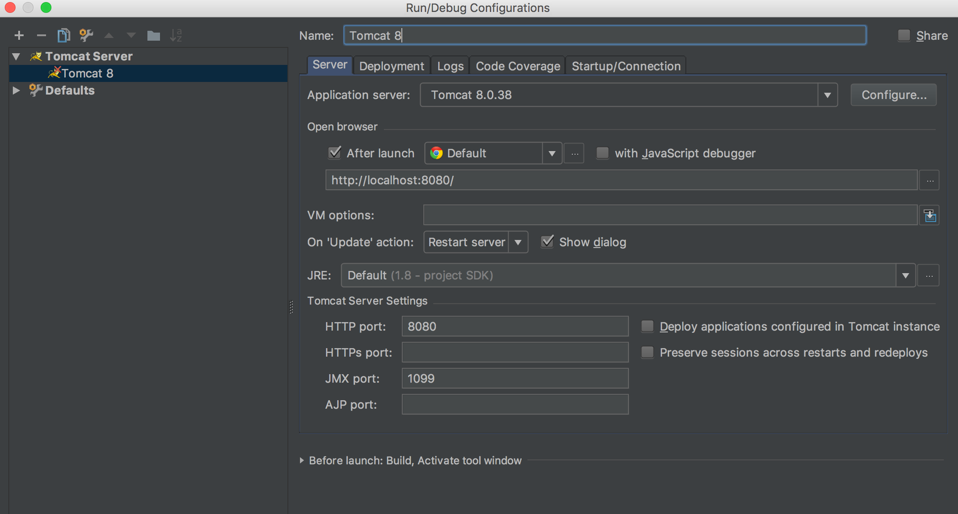 Run/Debug Configurations
Name: Tomcat 8 Share
Tomcat Server
Tomcat 8
Defaults
Server Deployment Logs Code Coverage Startup/Connection
Application server: Tomcat 8.0.38 Configure...
Open browser
After launch Default ... with JavaScript debugger
http://localhost:8080/ ...
VM options:
On 'Update' action: Restart server Show dialog
JRE: Default (1.8 - project SDK) ...
Tomcat Server Settings
HTTP port: 8080 Deploy applications configured in Tomcat instance
HTTPs port: Preserve sessions across restarts and redeploys
JMX port: 1099
AJP port:
Before launch: Build, Activate tool window